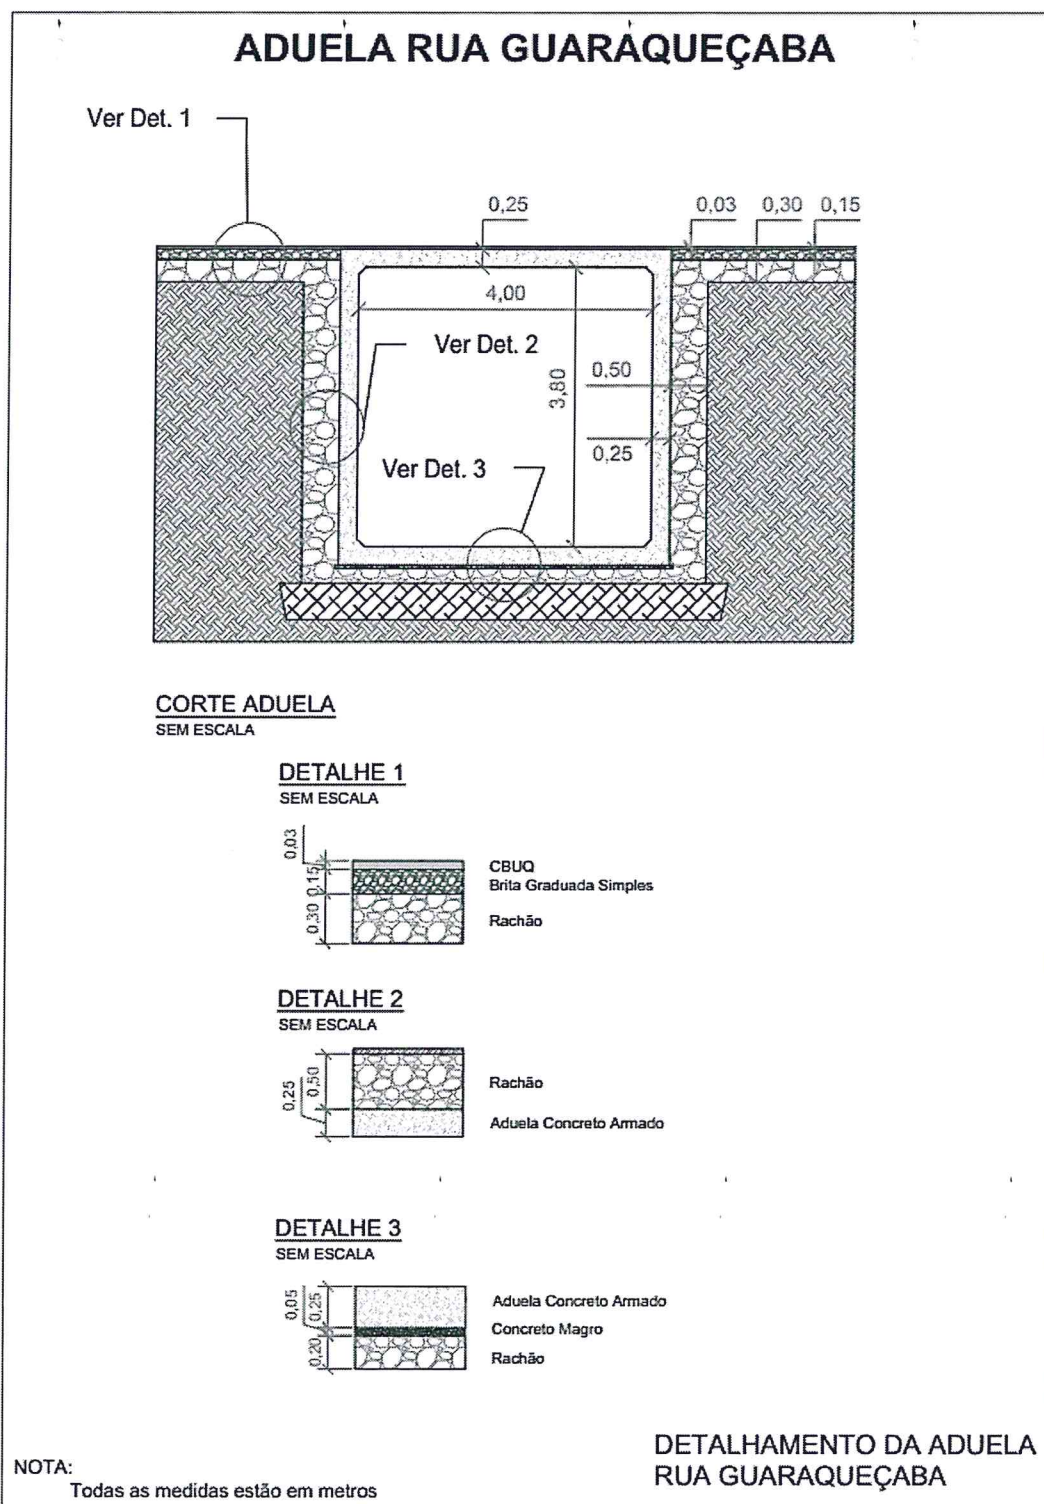 ADUELA RUA GUARAQUEÇABA
Ver Det. 1
0,25
0,03
0,30
0,15
4,00
Ver Det. 2
3,80
0,50
0,25
Ver Det. 3
CORTE ADUELA
SEM ESCALA
DETALHE 1
SEM ESCALA
0,03
0,15
0,30
CBUQ
Brita Graduada Simples
Rachão
DETALHE 2
SEM ESCALA
0,25
0,50
Rachão
Aduela Concreto Armado
DETALHE 3
SEM ESCALA
0,05
0,25
0,20
Aduela Concreto Armado
Concreto Magro
Rachão
NOTA:
Todas as medidas estão em metros
DETALHAMENTO DA ADUELA
RUA GUARAQUEÇABA